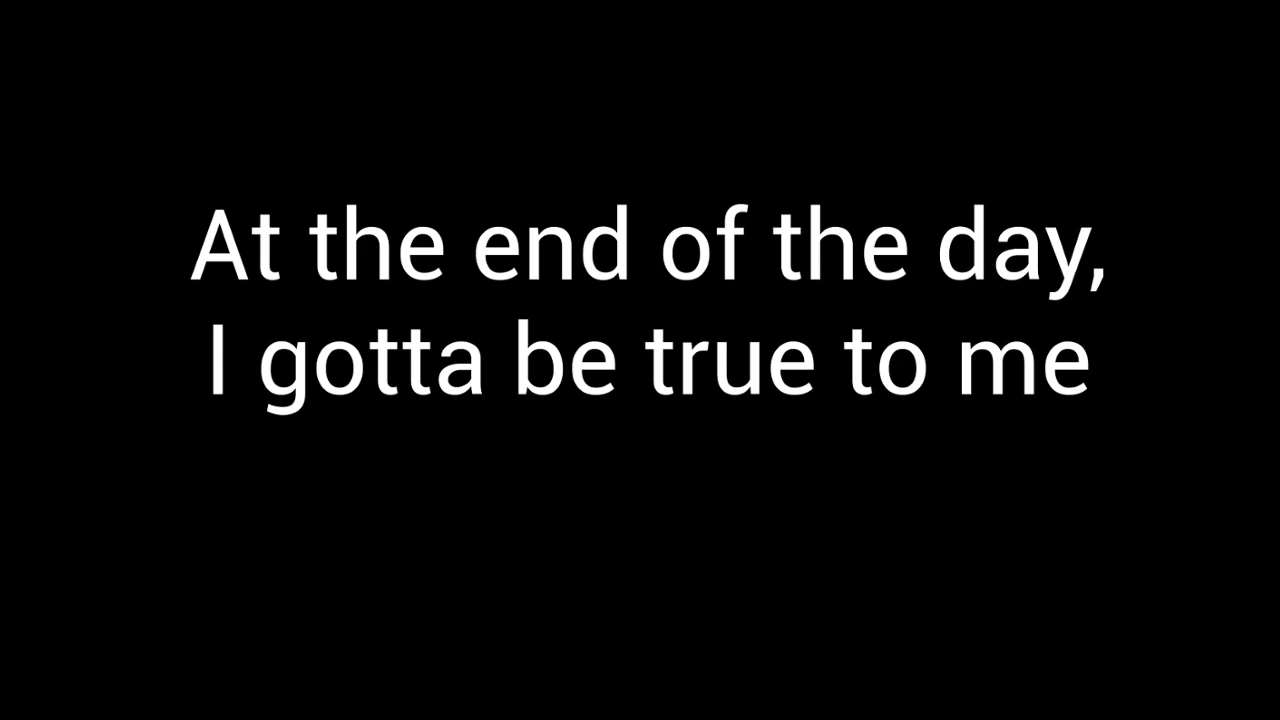 At the end of the day,
I gotta be true to me